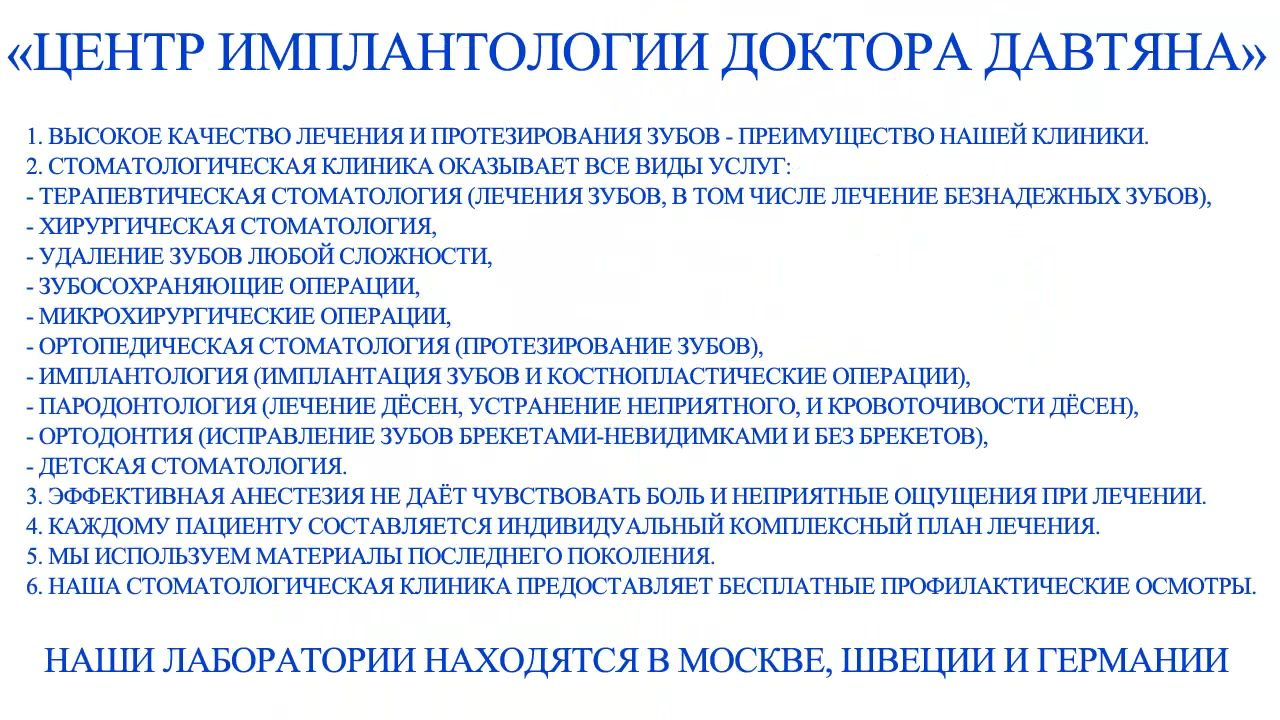 «ЦЕНТР ИМПЛАНТОЛОГИИ ДОКТОРА ДАВТЯНА»
1. ВЫСОКОЕ КАЧЕСТВО ЛЕЧЕНИЯ И ПРОТЕЗИРОВАНИЯ ЗУБОВ - ПРЕИМУЩЕСТВО НАШЕЙ КЛИНИКИ.
2. СТОМАТОЛОГИЧЕСКАЯ КЛИНИКА ОКАЗЫВАЕТ ВСЕ ВИДЫ УСЛУГ:
- ТЕРАПЕВТИЧЕСКАЯ СТОМАТОЛОГИЯ (ЛЕЧЕНИЯ ЗУБОВ, В ТОМ ЧИСЛЕ ЛЕЧЕНИЕ БЕЗНАДЕЖНЫХ ЗУБОВ),
- ХИРУРГИЧЕСКАЯ СТОМАТОЛОГИЯ,
- УДАЛЕНИЕ ЗУБОВ ЛЮБОЙ СЛОЖНОСТИ,
- ЗУБОСОХРАНЯЮЩИЕ ОПЕРАЦИИ,
- МИКРОХИРУРГИЧЕСКИЕ ОПЕРАЦИИ,
- ОРТОПЕДИЧЕСКАЯ СТОМАТОЛОГИЯ (ПРОТЕЗИРОВАНИЕ ЗУБОВ),
- ИМПЛАНТОЛОГИЯ (ИМПЛАНТАЦИЯ ЗУБОВ И КОСТНОПЛАСТИЧЕСКИЕ ОПЕРАЦИИ),
- ПАРОДОНТОЛОГИЯ (ЛЕЧЕНИЕ ДЁСЕН, УСТРАНЕНИЕ НЕПРИЯТНОГО, И КРОВОТОЧИВОСТИ ДЁСЕН),
- ОРТОДОНТИЯ (ИСПРАВЛЕНИЕ ЗУБОВ БРЕКЕТАМИ-НЕВИДИМКАМИ И БЕЗ БРЕКЕТОВ),
- ДЕТСКАЯ СТОМАТОЛОГИЯ.
3. ЭФФЕКТИВНАЯ АНЕСТЕЗИЯ НЕ ДАЁТ ЧУВСТВОВАТЬ БОЛЬ И НЕПРИЯТНЫЕ ОЩУЩЕНИЯ ПРИ ЛЕЧЕНИИ.
4. КАЖДОМУ ПАЦИЕНТУ СОСТАВЛЯЕТСЯ ИНДИВИДУАЛЬНЫЙ КОМПЛЕКСНЫЙ ПЛАН ЛЕЧЕНИЯ.
5. МЫ ИСПОЛЬЗУЕМ МАТЕРИАЛЫ ПОСЛЕДНЕГО ПОКОЛЕНИЯ.
6. НАША СТОМАТОЛОГИЧЕСКАЯ КЛИНИКА ПРЕДОСТАВЛЯЕТ БЕСПЛАТНЫЕ ПРОФИЛАКТИЧЕСКИЕ ОСМОТРЫ.
НАШИ ЛАБОРАТОРИИ НАХОДЯТСЯ В МОСКВЕ, ШВЕЦИИ И ГЕРМАНИИ